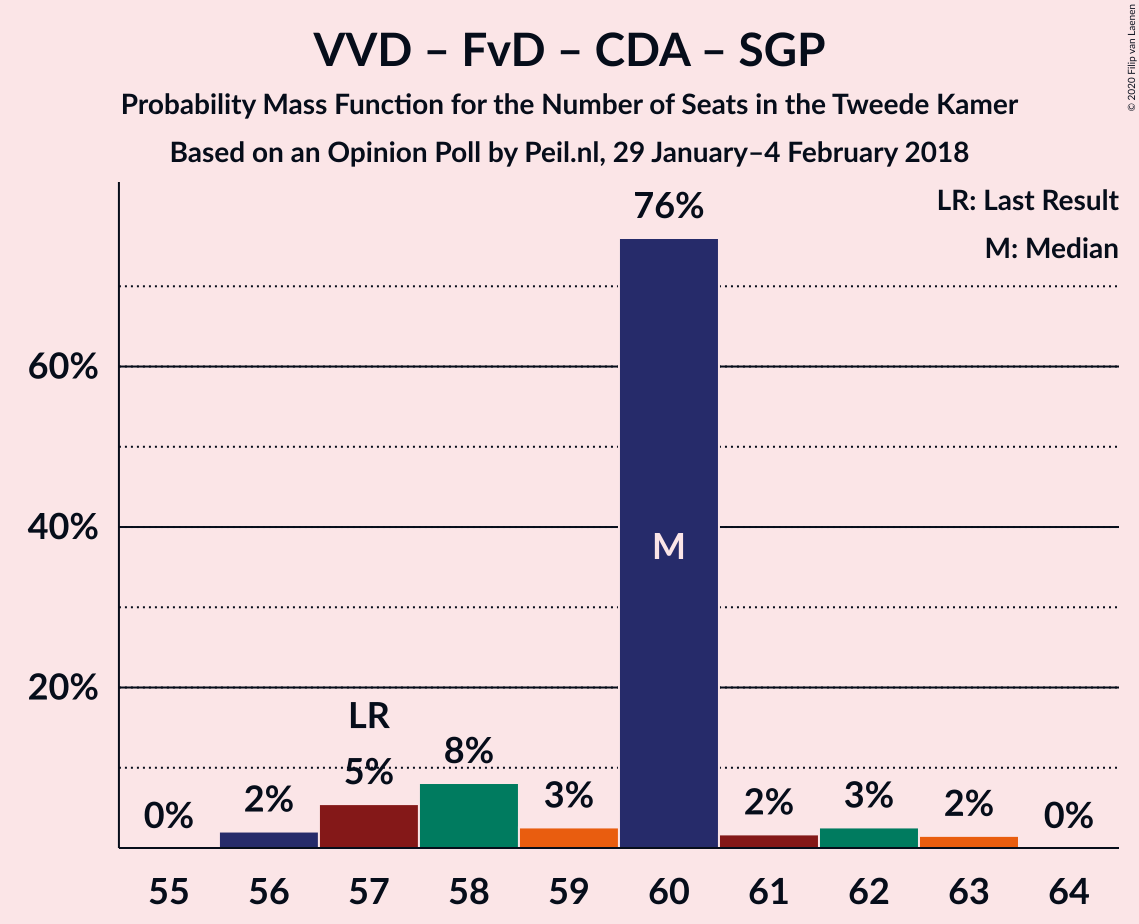 VVD – FvD – CDA – SGP
Probability Mass Function for the Number of Seats in the Tweede Kamer
Based on an Opinion Poll by Peil.nl, 29 January–4 February 2018
© 2020 Filip van Laenen
LR: Last Result
M: Median
76%
60%
40%
20%
M
LR
0%
2%
5%
8%
3%
2%
3%
2%
0%
55
56
57
58
59
60
61
62
63
64